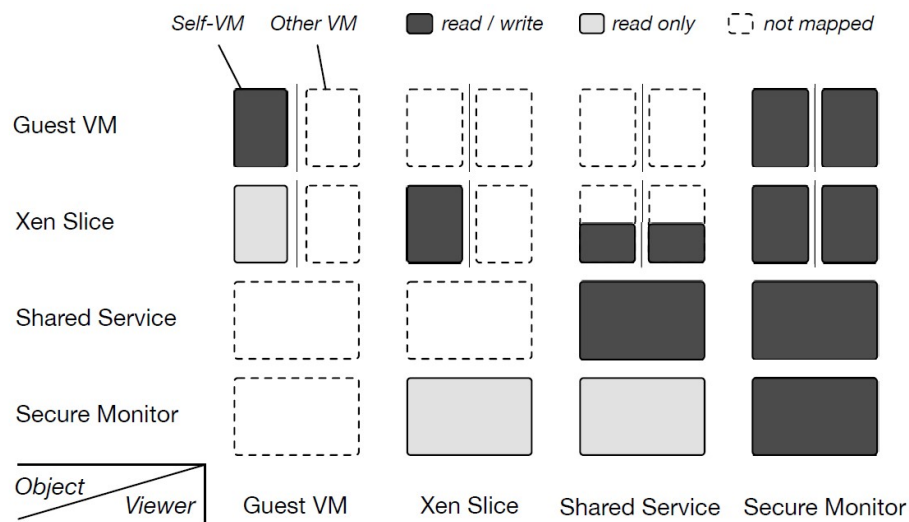 Self-VM Other VM read / write read only not mapped
Guest VM
Xen Slice
Shared Service
Secure Monitor
Object
Viewer
Guest VM Xen Slice Shared Service Secure Monitor